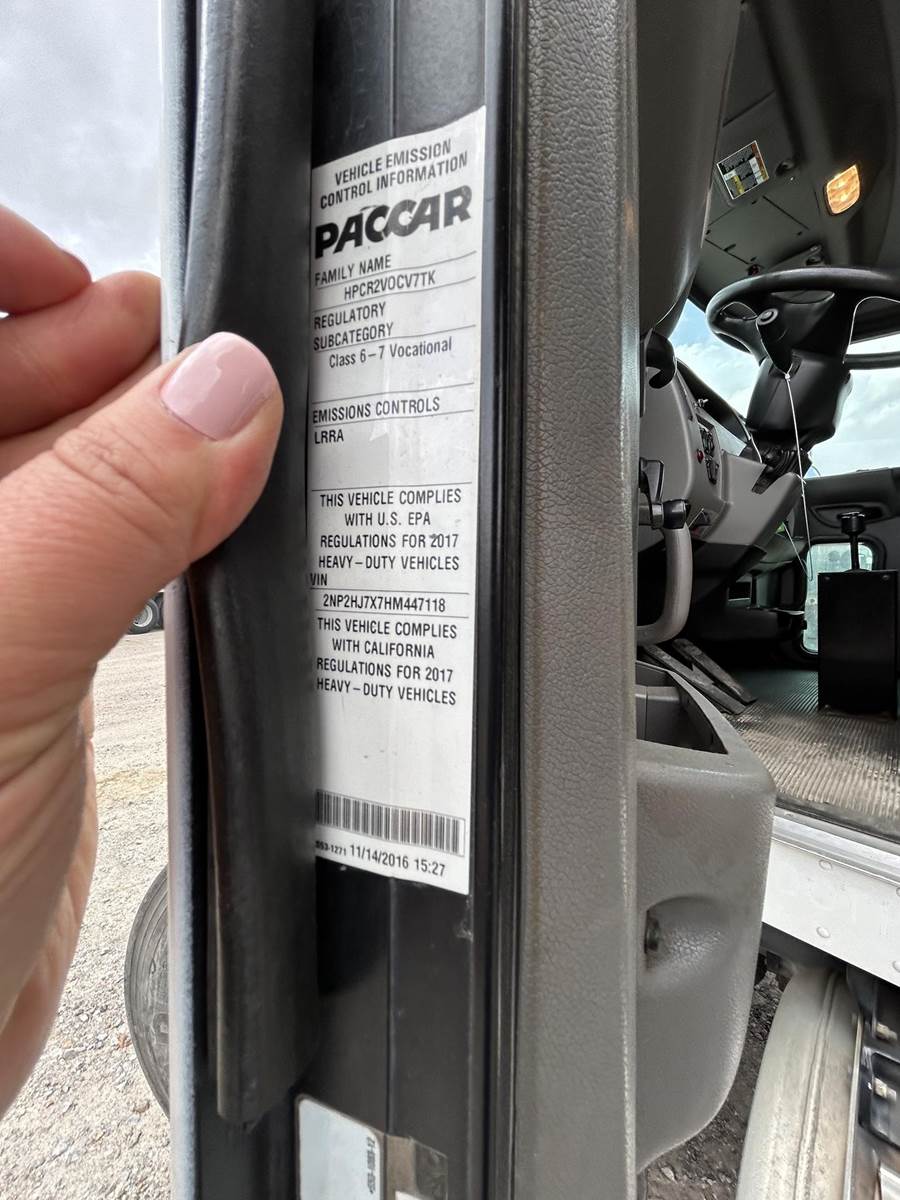 VEHICLE EMISSION
CONTROL INFORMATION
PACCAR
FAMILY NAME
HPCR2VOCV7TK
REGULATORY
SUBCATEGORY
Class 6-7 Vocational
EMISSIONS CONTROLS
LRRA
THIS VEHICLE COMPLIES
WITH U.S. EPA
REGULATIONS FOR 2017
HEAVY-DUTY VEHICLES
VIN
2NP2HJ7X7HM447118
THIS VEHICLE COMPLIES
WITH CALIFORNIA
REGULATIONS FOR 2017
HEAVY-DUTY VEHICLES
S53-1271 11/14/2016 15:27